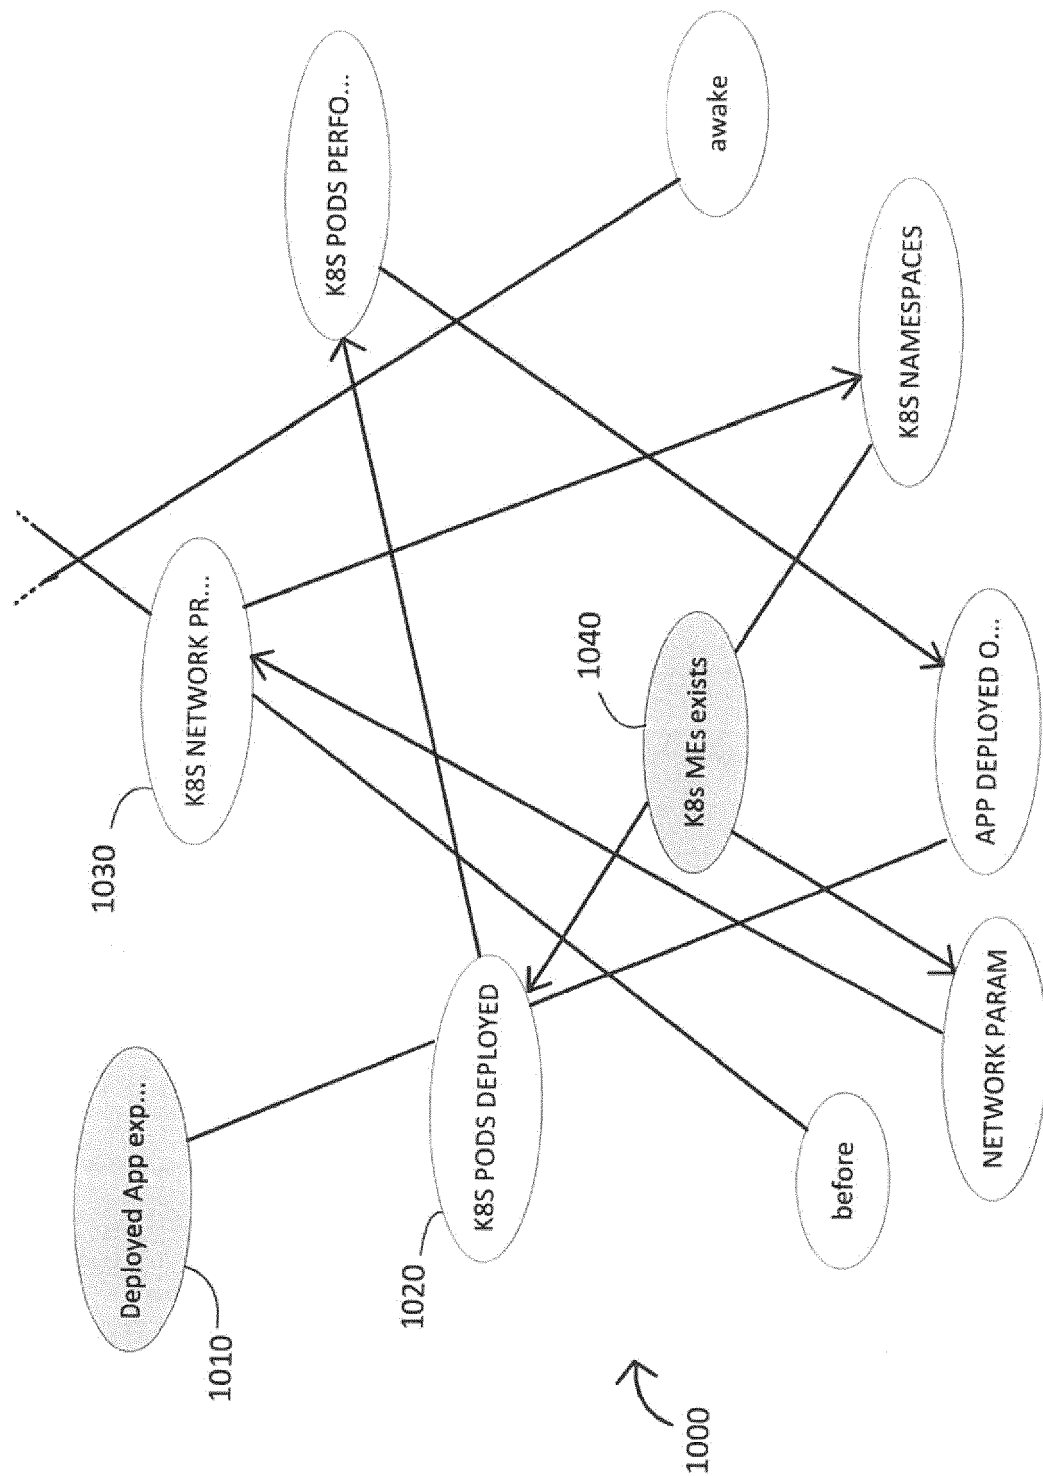 Deployed App exp...
1010
K8S NETWORK PR...
1030
K8S PODS PERFO...
K8S PODS DEPLOYED
1020
awake
K8s MEs exists
1040
before
K8S NAMESPACES
NETWORK PARAM
APP DEPLOYED O...
1000